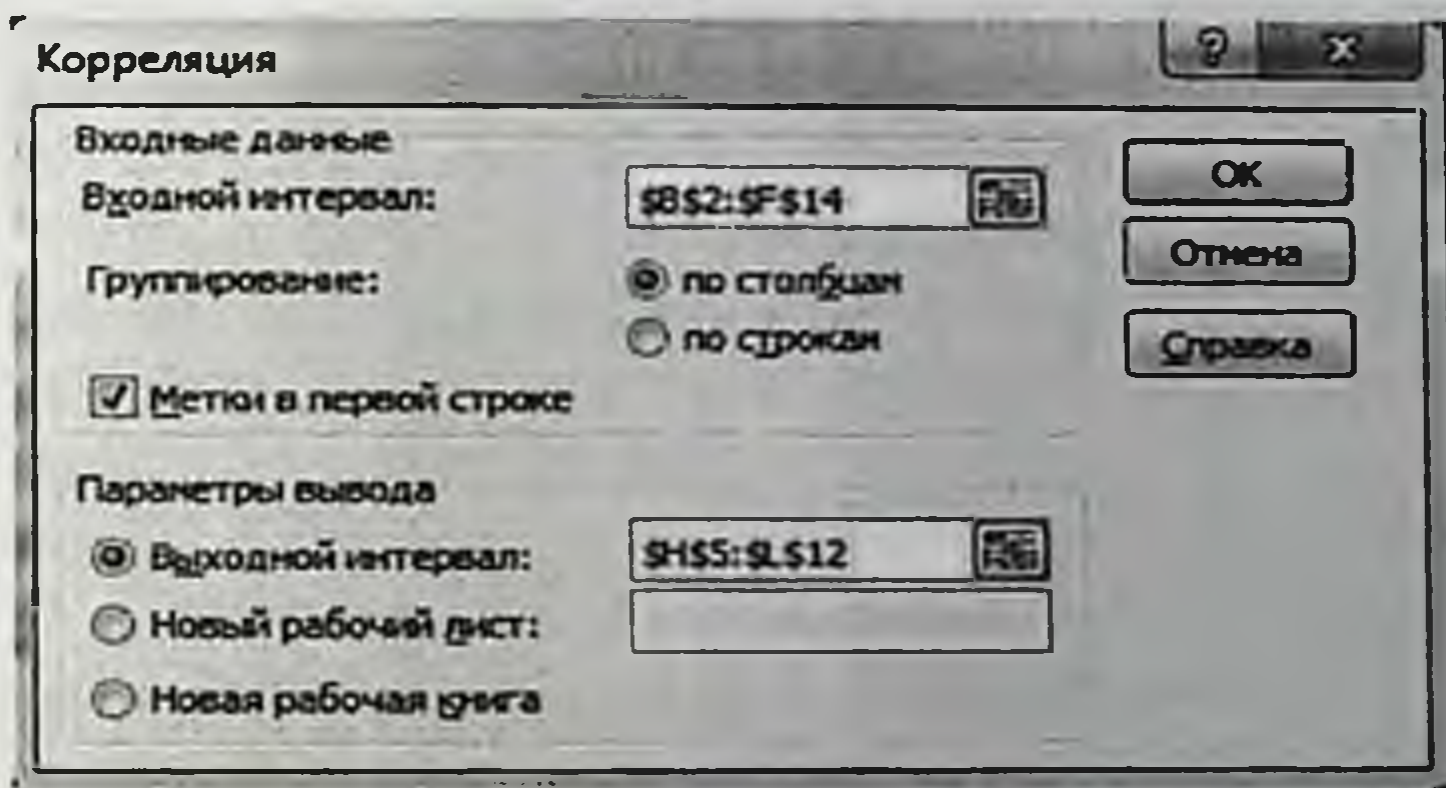 Корреляция
?
Входные данные
Входной интервал:
$B$2:$F$14
OK
Группирование:
по столбцам
Отмена
по строкам
Справка
Метки в первой строке
Параметры вывода
Выходной интервал:
$H$5:$L$12
Новый рабочий лист:
Новая рабочая книга